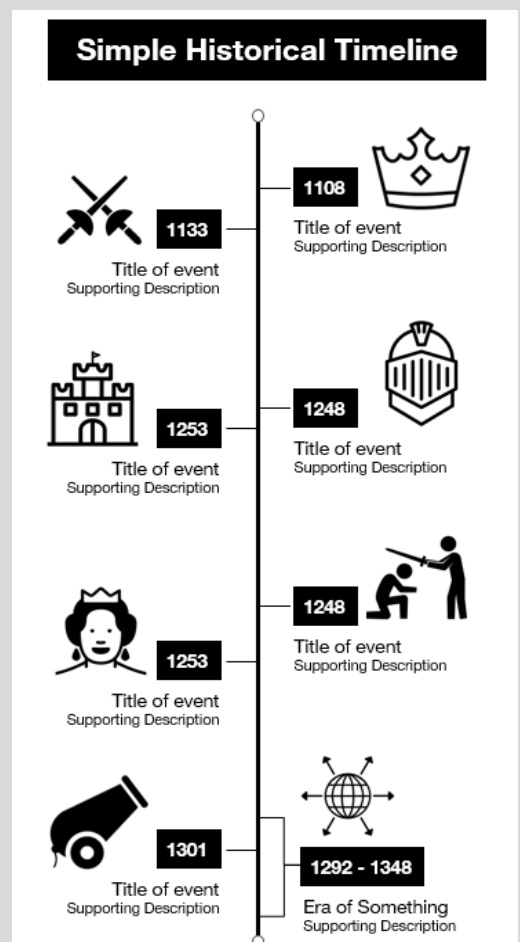 Simple Historical Timeline
1108
Title of event
Supporting Description
1133
Title of event
Supporting Description
1248
Title of event
Supporting Description
1253
Title of event
Supporting Description
1248
Title of event
Supporting Description
1253
Title of event
Supporting Description
1301
Title of event
Supporting Description
1292 - 1348
Era of Something
Supporting Description